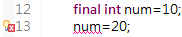 12 final int num=10;
13 num=20;